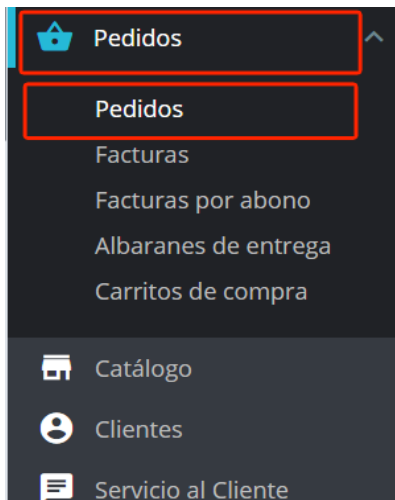 Pedidos
Pedidos
Facturas
Facturas por abono
Albaranes de entrega
Carritos de compra
Catálogo
Clientes
Servicio al Cliente